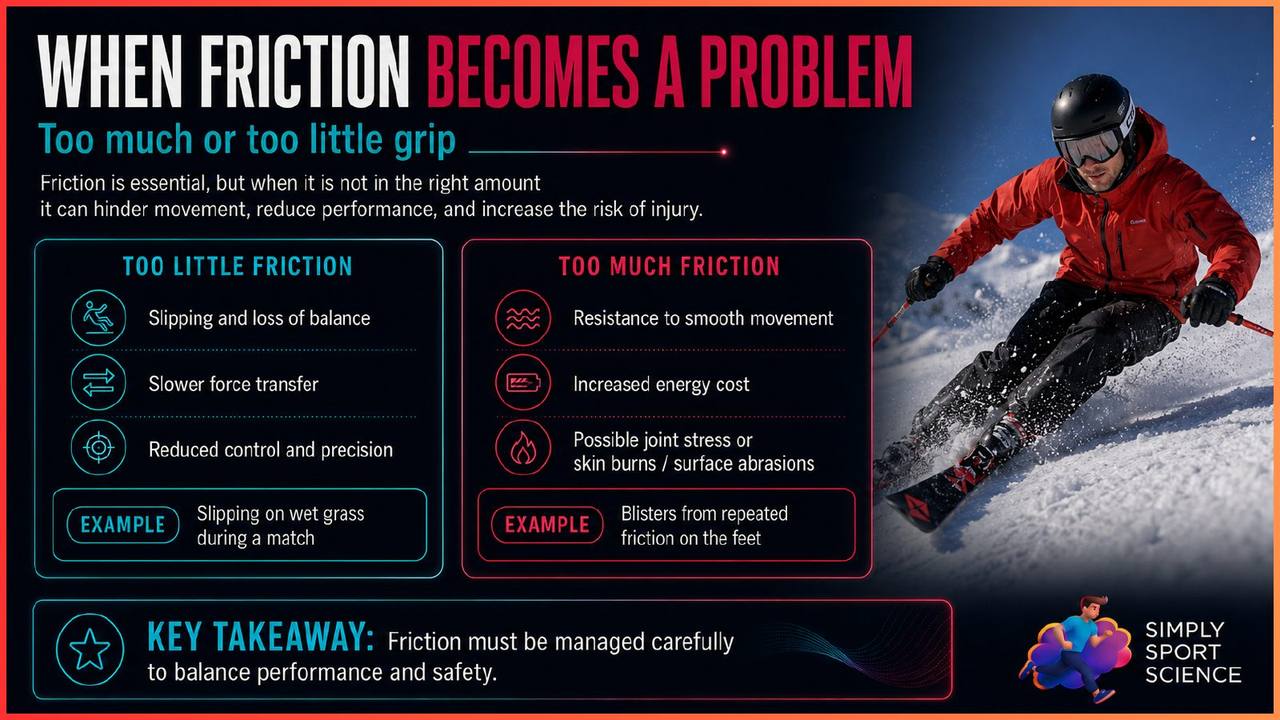 WHEN FRICTION BECOMES A PROBLEM
Too much or too little grip
Friction is essential, but when it is not in the right amount
it can hinder movement, reduce performance, and increase the risk of injury.
TOO LITTLE FRICTION
Slipping and loss of balance
Slower force transfer
Reduced control and precision
EXAMPLE
Slipping on wet grass
during a match
TOO MUCH FRICTION
Resistance to smooth movement
Increased energy cost
Possible joint stress or
skin burns / surface abrasions
EXAMPLE
Blisters from repeated
friction on the feet
KEY TAKEAWAY: Friction must be managed carefully
to balance performance and safety.
SIMPLY
SPORT
SCIENCE